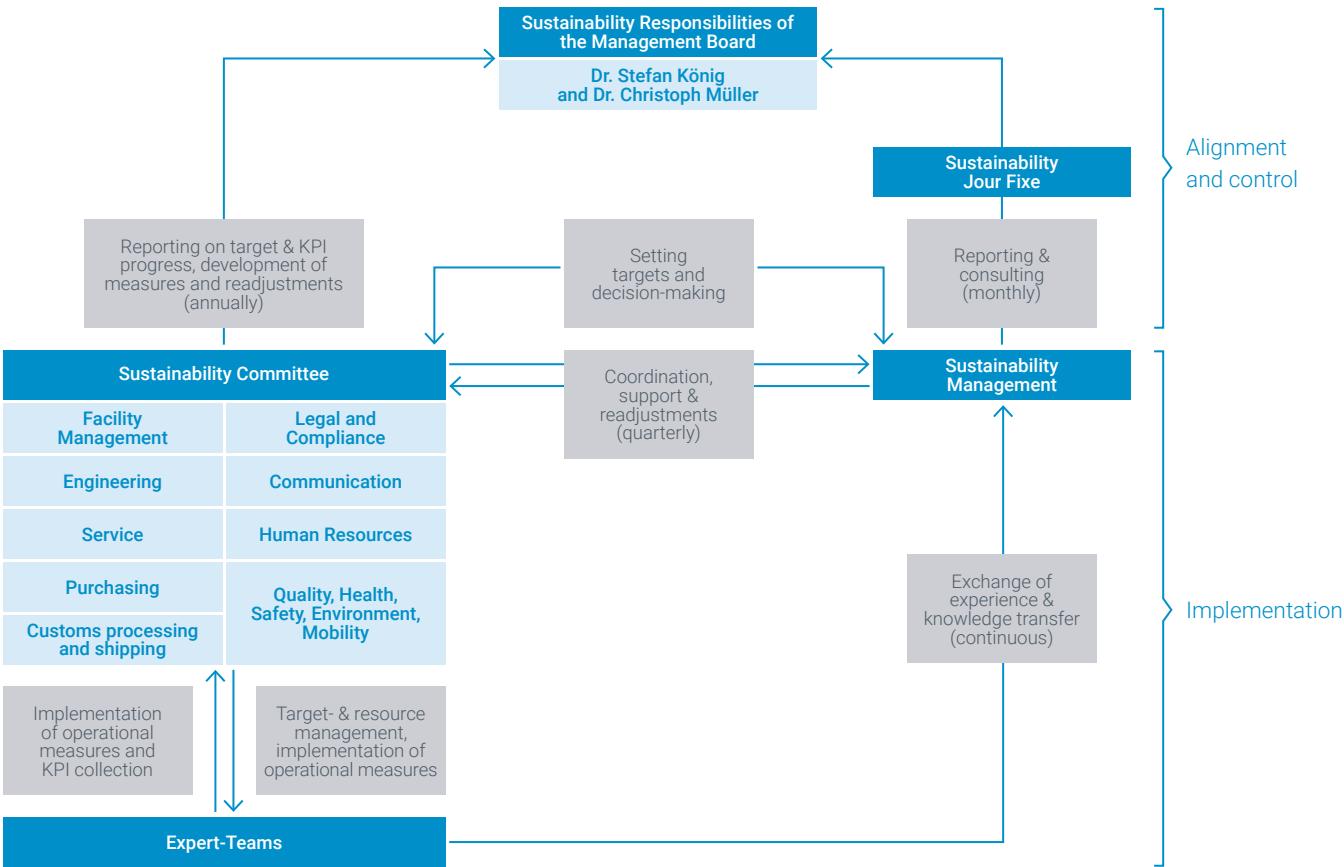 Sustainability Responsibilities of
the Management Board
Dr. Stefan König
and Dr. Christoph Müller
Sustainability
Jour Fixe
Alignment
and control
Reporting on target & KPI
progress, development of
measures and readjustments
(annually)
Setting
targets and
decision-making
Reporting &
consulting
(monthly)
Sustainability Committee
Coordination,
support &
readjustments
(quarterly)
Sustainability
Management
Facility
Management
Legal and
Compliance
Engineering
Communication
Service
Human Resources
Purchasing
Quality, Health,
Safety, Environment,
Mobility
Customs processing
and shipping
Exchange of
experience &
knowledge transfer
(continuous)
Implementation
Implementation
of operational
measures and
KPI collection
Target- & resource
management,
implementation of
operational measures
Expert-Teams